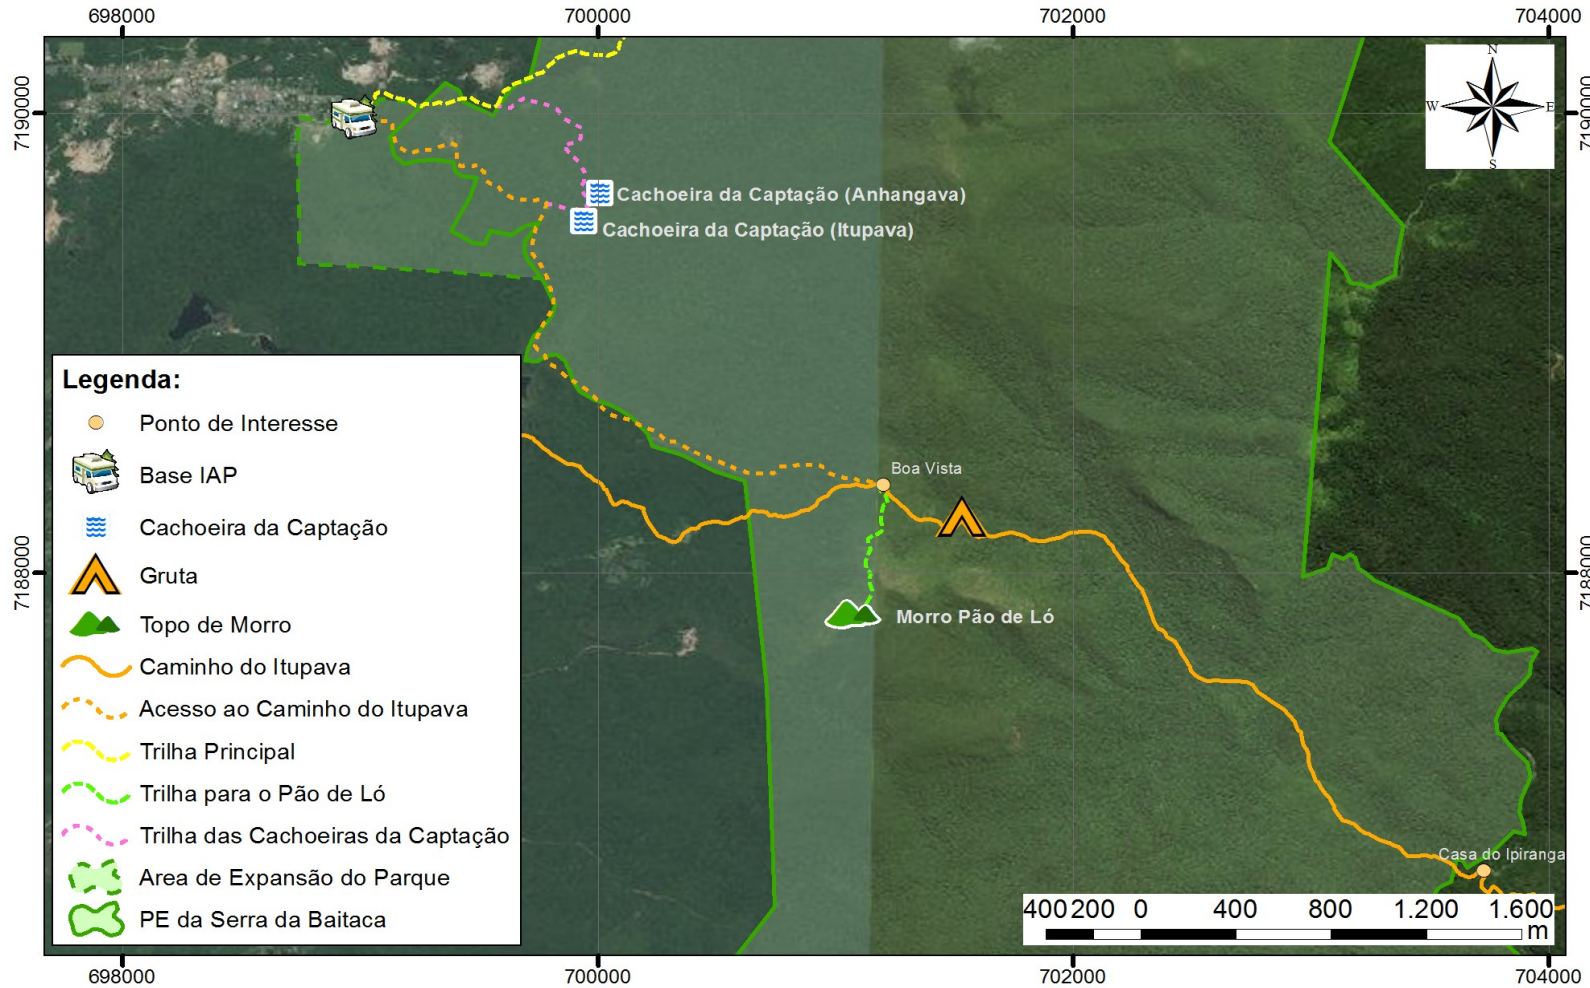 698000 700000 702000 704000
7190000
7190000
N
W E
S
Cachoeira da Captação (Anhangava)
Cachoeira da Captação (Itupava)
Boa Vista
7188000
7188000
Morro Pão de Ló
Casa do Ipiranga
Legenda:
Ponto de Interesse
Base IAP
Cachoeira da Captação
Gruta
Topo de Morro
Caminho do Itupava
Acesso ao Caminho do Itupava
Trilha Principal
Trilha para o Pão de Ló
Trilha das Cachoeiras da Captação
Area de Expansão do Parque
PE da Serra da Baitaca
400 200 0 400 800 1.200 1.600
m
698000 700000 702000 704000